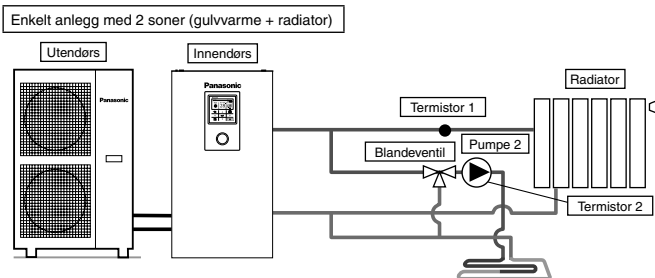 Enkelt anlegg med 2 soner (gulvvarme + radiator)
Utendørs
Innendørs
Panasonic
Panasonic
Radiator
Termistor 1
Blandeventil
Pumpe 2
Termistor 2